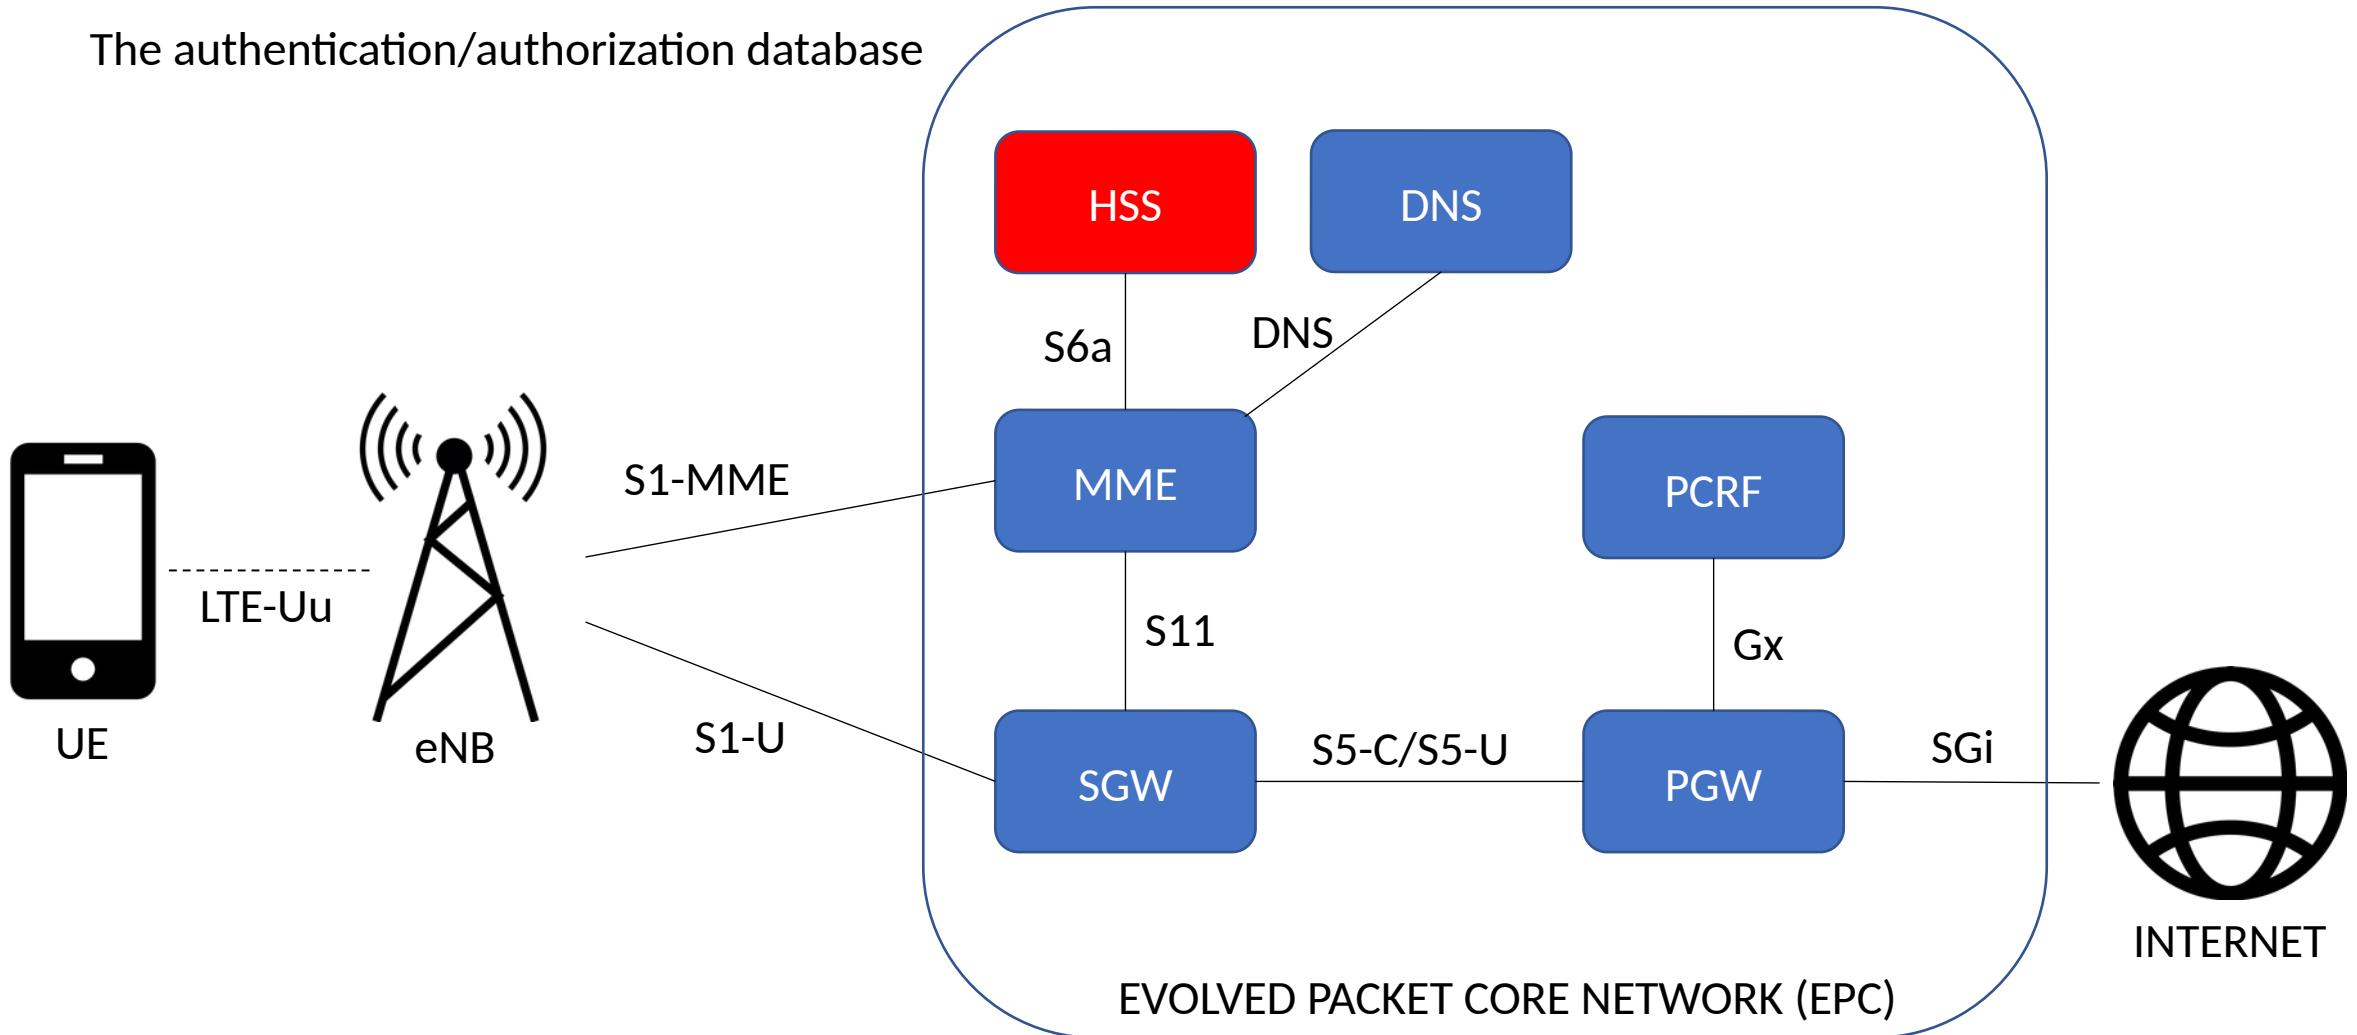 The authentication/authorization database
HSS
DNS
S6a
DNS
S1-MME
MME
PCRF
LTE-Uu
S11
Gx
UE
eNB
S1-U
SGW
S5-C/S5-U
PGW
SGi
INTERNET
EVOLVED PACKET CORE NETWORK (EPC)